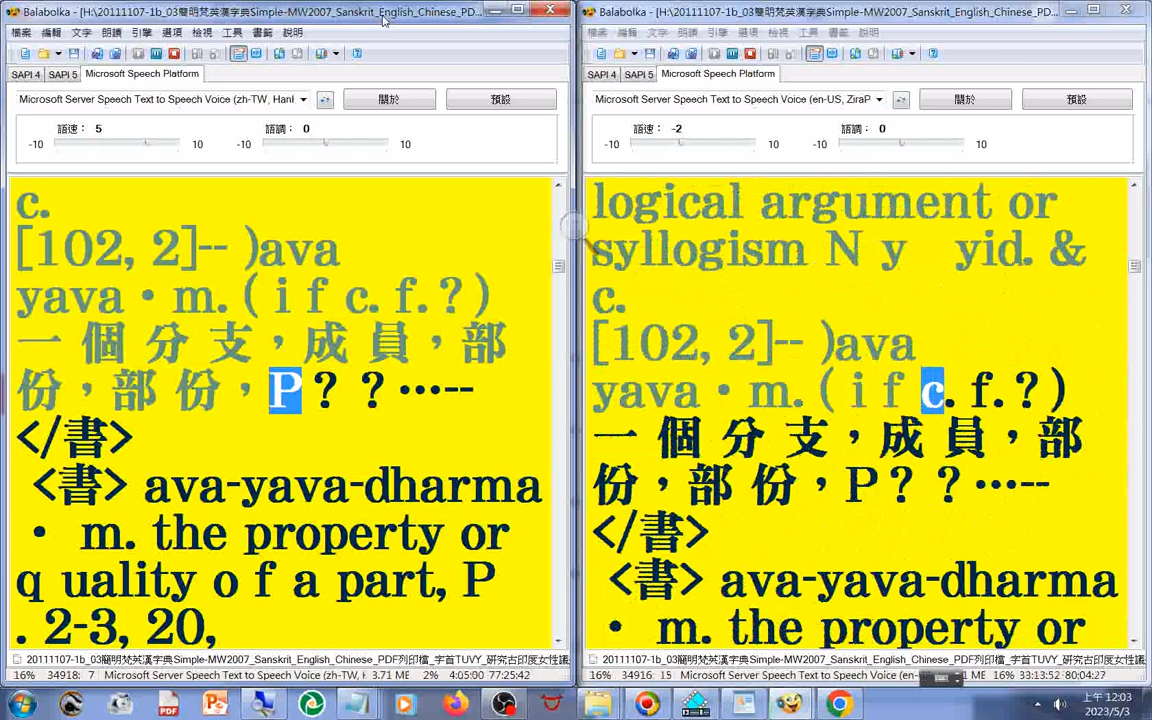 Balabolka - [H:\20111107-1b_03簡明梵英漢字典Simple-MW2007_Sanskrit_English_Chinese_PD...
檔案 編輯 文字 朗讀 引擎 選項 檢視 工具 書籤 說明
SAPI 4 SAPI 5 Microsoft Speech Platform
Microsoft Server Speech Text to Speech Voice (zh-TW, Hanl
關於 預設
語速： 5 語調： 0
-10 10 -10 10
c.
[102, 2]-- )ava
yava • m. ( i f c. f. ? )
一 個 分 支，成 員，部
份，部 份，P ? ? …--
</書>
<書> ava-yava-dharma
• m. the property or
q uality o f a part, P
. 2-3, 20,
20111107-1b_03簡明梵英漢字典Simple-MW2007_Sanskrit_English_Chinese_PDF列印檔_字首TUVY_研究古印度女性議
16% 34918: 7 Microsoft Server Speech Text to Speech Voice (zh-TW, H 3.71 ME 2% 4:05:00 77:25:42
Balabolka - [H:\20111107-1b_03簡明梵英漢字典Simple-MW2007_Sanskrit_English_Chinese_PD...
檔案 編輯 文字 朗讀 引擎 選項 檢視 工具 書籤 說明
SAPI 4 SAPI 5 Microsoft Speech Platform
Microsoft Server Speech Text to Speech Voice (en-US, ZiraP
關於 預設
語速： -2 語調： 0
-10 10 -10 10
logical argument or
syllogism N y yid. &
c.
[102, 2]-- )ava
yava • m. ( i f c. f. ? )
一 個 分 支，成 員，部
份，部 份，P ? ? …--
</書>
<書> ava-yava-dharma
• m. the property or
20111107-1b_03簡明梵英漢字典Simple-MW2007_Sanskrit_English_Chinese_PDF列印檔_字首TUVY_研究古印度女性議
16% 34916: 15 Microsoft Server Speech Text to Speech Voice (en-u 16% 33:13:52 80:04:27
上午 12:03
2023/5/3